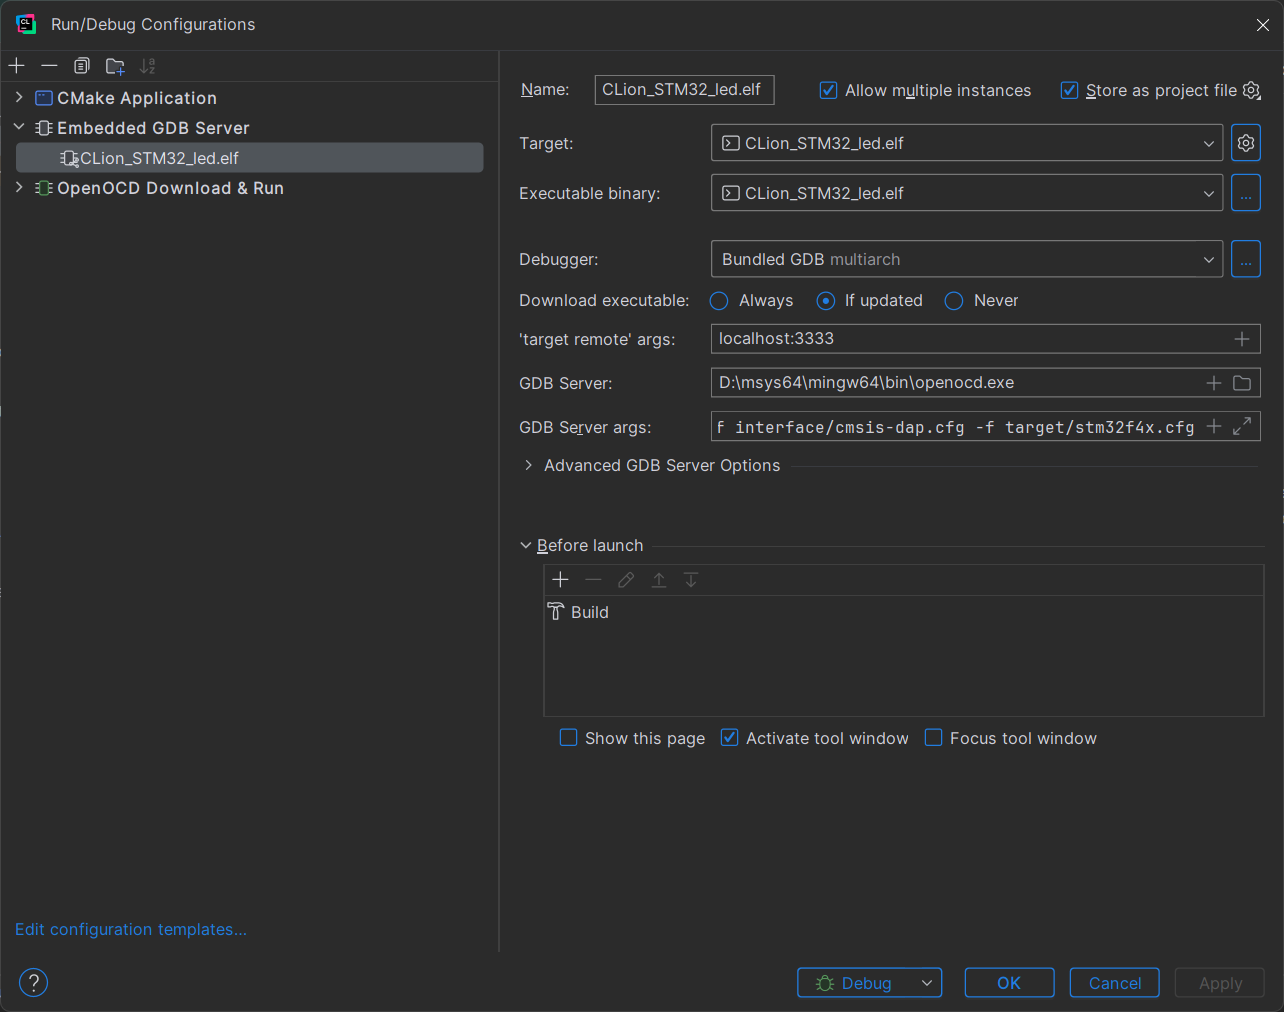 Run/Debug Configurations
CMake Application
Embedded GDB Server
CLion_STM32_led.elf
OpenOCD Download & Run
Edit configuration templates...
Name: CLion_STM32_led.elf Allow multiple instances Store as project file
Target: CLion_STM32_led.elf
Executable binary: CLion_STM32_led.elf ...
Debugger: Bundled GDB multiarch ...
Download executable: Always If updated Never
'target remote' args: localhost:3333
GDB Server: D:\msys64\mingw64\bin\openocd.exe
GDB Server args: f interface/cmsis-dap.cfg -f target/stm32f4x.cfg
Advanced GDB Server Options
Before launch
Build
Show this page Activate tool window Focus tool window
? Debug OK Cancel Apply